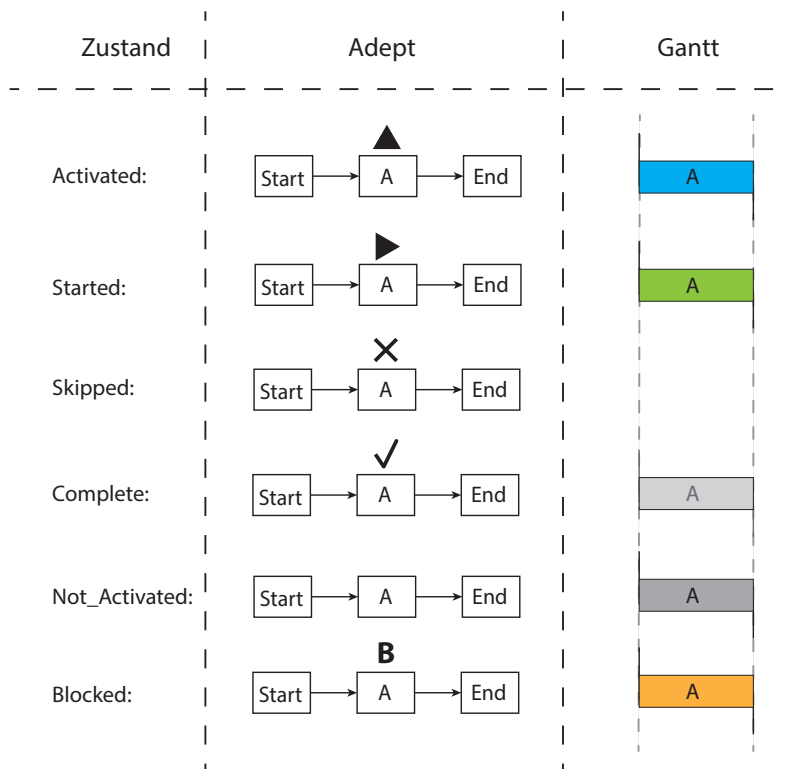 Zustand Adept Gantt
Activated: Start A End A
Started: Start A End A
Skipped: Start A End
Complete: Start A End A
Not_Activated: Start A End A
B
Blocked: Start A End A